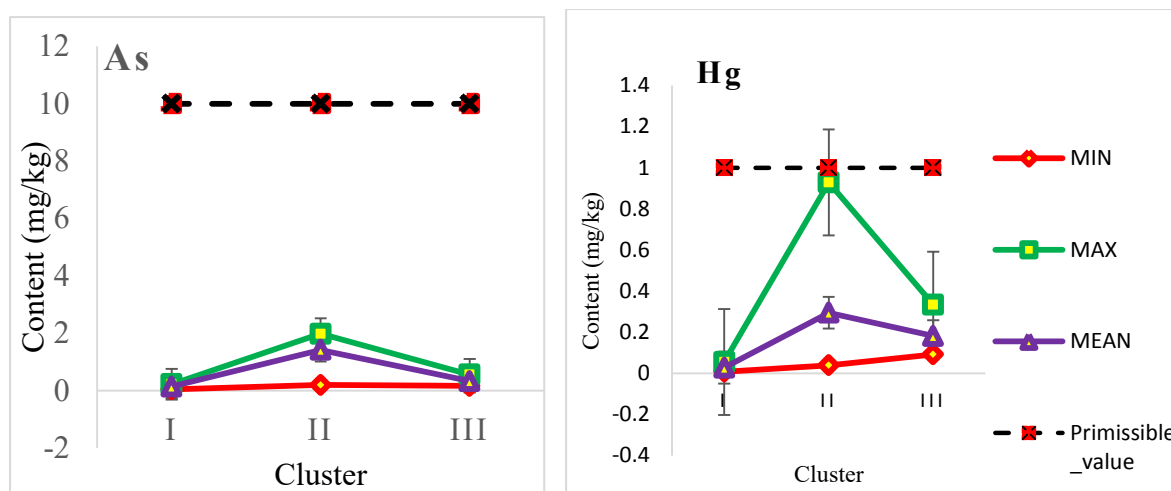 As
12
10
8
6
4
2
0
-2
Content (mg/kg)
I II III
Cluster
Hg
1.4
1.2
1
0.8
0.6
0.4
0.2
0
-0.2
-0.4
Content (mg/kg)
I II III
Cluster
MIN
MAX
MEAN
Primissible
_value